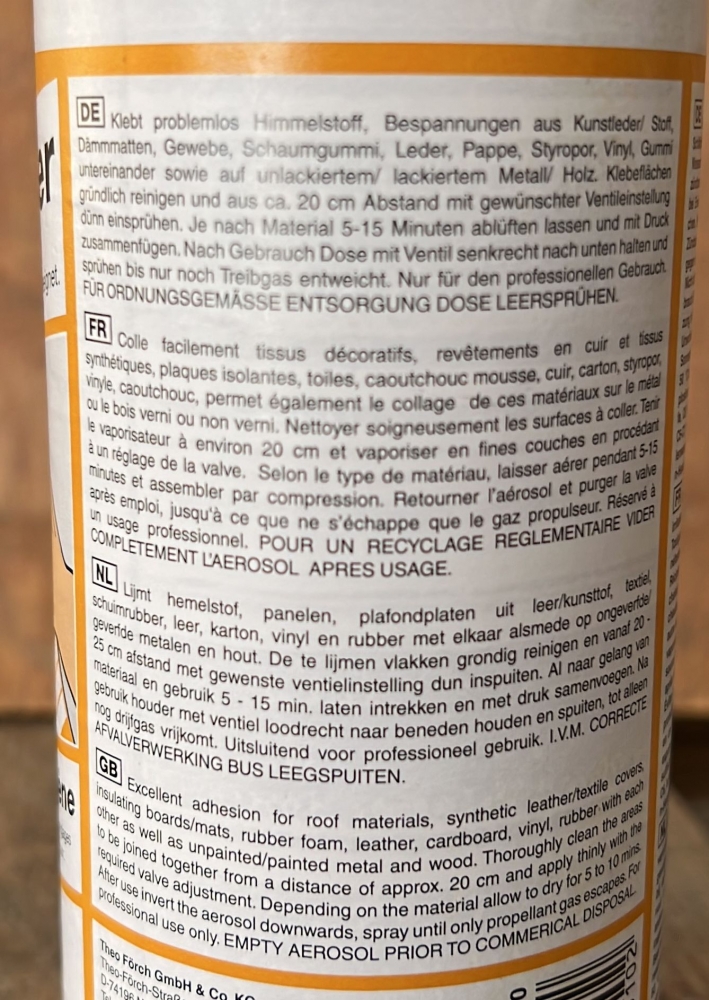 DE Klebt problemlos Himmelstoff, Bespannungen aus Kunstleder/ Stoff,
Dämmmatten, Gewebe, Schaumgummi, Leder, Pappe, Styropor, Vinyl, Gummi
untereinander sowie auf unlackiertem/ lackiertem Metall/ Holz. Klebeflächen
gründlich reinigen und aus ca. 20 cm Abstand mit gewünschter Ventileinstellung
dünn einsprühen. Je nach Material 5-15 Minuten ablüften lassen und mit Druck
zusammenfügen. Nach Gebrauch Dose mit Ventil senkrecht nach unten halten und
sprühen bis nur noch Treibgas entweicht. Nur für den professionellen Gebrauch.
FÜR ORDNUNGSGEMÄSSE ENTSORGUNG DOSE LEERSPRÜHEN.
FR Colle facilement tissus décoratifs, revêtements en cuir et tissus
synthétiques, plaques isolantes, toiles, caoutchouc mousse, cuir, carton, styropor,
vinyle, caoutchouc, permet également le collage de ces matériaux sur le métal
ou le bois verni ou non verni. Nettoyer soigneusement les surfaces à coller. Tenir
le vaporisateur à environ 20 cm et vaporiser en fines couches en procédant
à un réglage de la valve. Selon le type de matériau, laisser aérer pendant 5-15
minutes et assembler par compression. Retourner l'aérosol et purger la valve
après emploi, jusqu'à ce que ne s'échappe que le gaz propulseur. Réservé à
un usage professionnel. POUR UN RECYCLAGE REGLEMENTAIRE VIDER
COMPLETEMENT L'AEROSOL APRES USAGE.
NL Lijmt hemelstof, panelen, plafondplaten uit leer/kunsttof, textiel,
schuimrubber, leer, karton, vinyl en rubber met elkaar alsmede op ongeverfde/
geverfde metalen en hout. De te lijmen vlakken grondig reinigen en vanaf 20 -
25 cm afstand met gewenste ventielinstelling dun inspuiten. Al naar gelang van
materiaal en gebruik 5 - 15 min. laten intrekken en met druk samenvoegen. Na
gebruik houder met ventiel loodrecht naar beneden houden en spuiten, tot alleen
nog drijfgas vrijkomt. Uitsluitend voor professioneel gebruik. I.V.M. CORRECTE
AFVALVERWERKING BUS LEEGSPUITEN.
GB Excellent adhesion for roof materials, synthetic leather/textile covers,
insulating boards/mats, rubber foam, leather, cardboard, vinyl, rubber with each
other as well as unpainted/painted metal and wood. Thoroughly clean the areas
to be joined together from a distance of approx. 20 cm and apply thinly with the
required valve adjustment. Depending on the material allow to dry for 5 to 10 mins.
After use invert the aerosol downwards, spray until only propellant gas escapes. For
professional use only. EMPTY AEROSOL PRIOR TO COMMERICAL DISPOSAL.
Theo Förch GmbH & Co. KG
Theo-Förch-Straß
D-74196